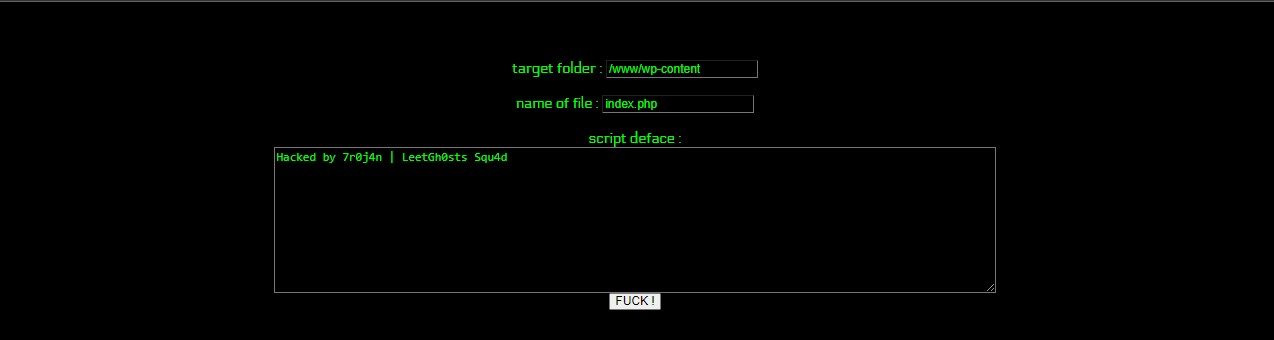 target folder : /www/wp-content
name of file : index.php
script deface :
Hacked by 7r0j4n | LeetGh0sts Squ4d
FUCK !